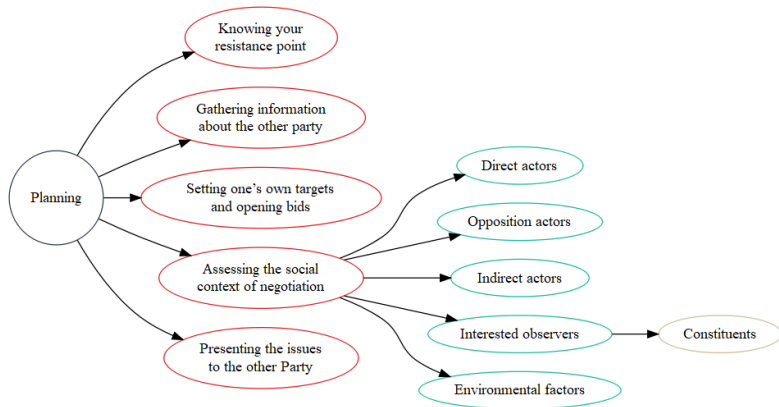 Knowing your
resistance point
Gathering information
about the other party
Planning
Setting one’s own targets
and opening bids
Assessing the social
context of negotiation
Presenting the issues
to the other Party
Direct actors
Opposition actors
Indirect actors
Interested observers
Environmental factors
Constituents